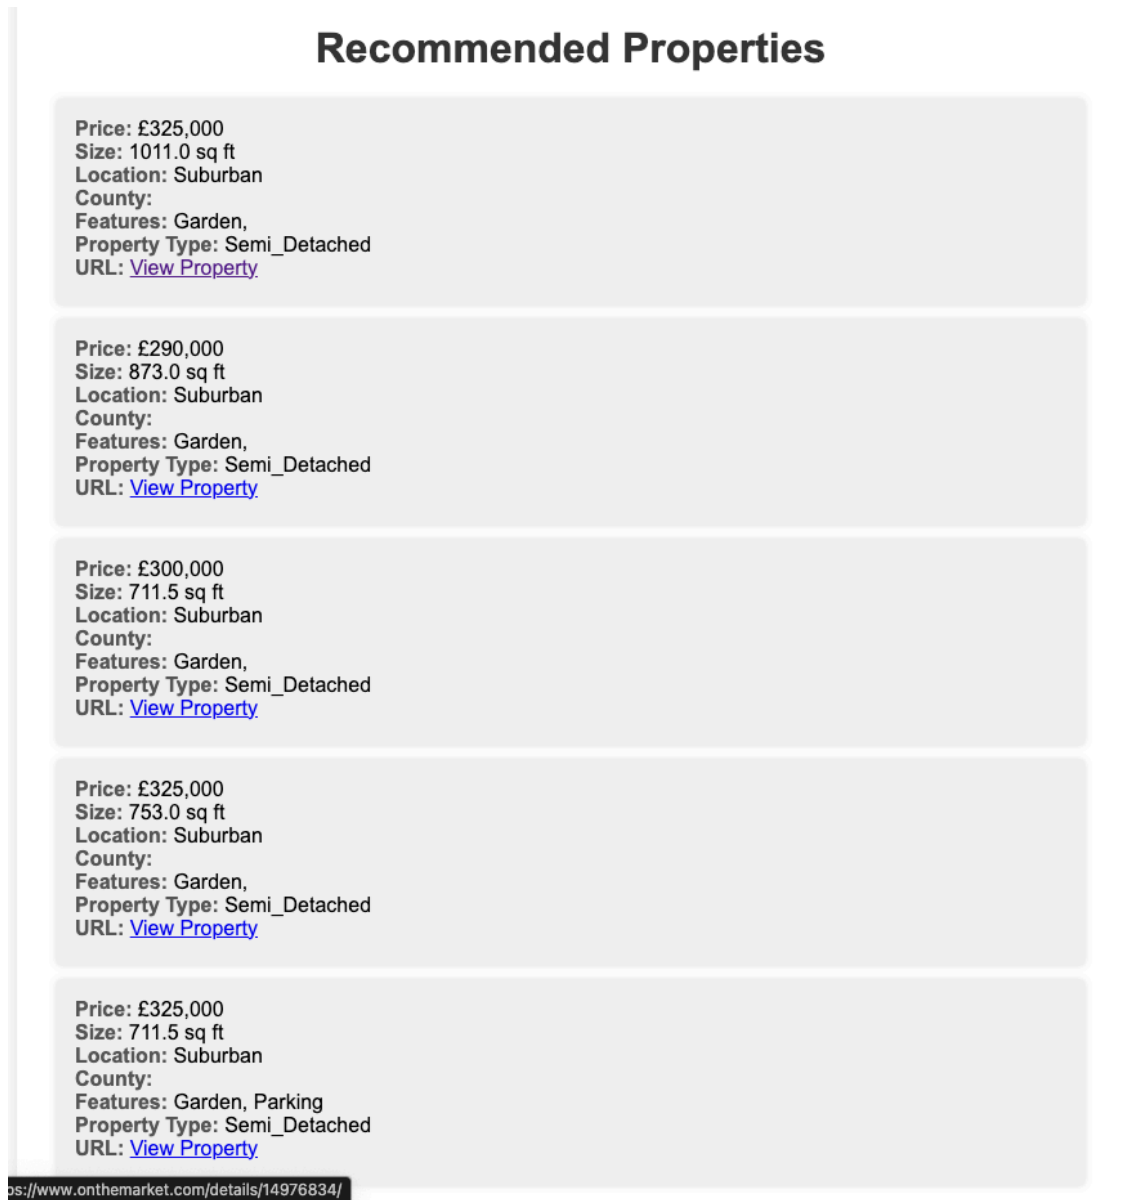 Recommended Properties
Price: £325,000
Size: 1011.0 sq ft
Location: Suburban
County:
Features: Garden,
Property Type: Semi_Detached
URL: View Property
Price: £290,000
Size: 873.0 sq ft
Location: Suburban
County:
Features: Garden,
Property Type: Semi_Detached
URL: View Property
Price: £300,000
Size: 711.5 sq ft
Location: Suburban
County:
Features: Garden,
Property Type: Semi_Detached
URL: View Property
Price: £325,000
Size: 753.0 sq ft
Location: Suburban
County:
Features: Garden,
Property Type: Semi_Detached
URL: View Property
Price: £325,000
Size: 711.5 sq ft
Location: Suburban
County:
Features: Garden, Parking
Property Type: Semi_Detached
URL: View Property
ps://www.onthemarket.com/details/14976834/